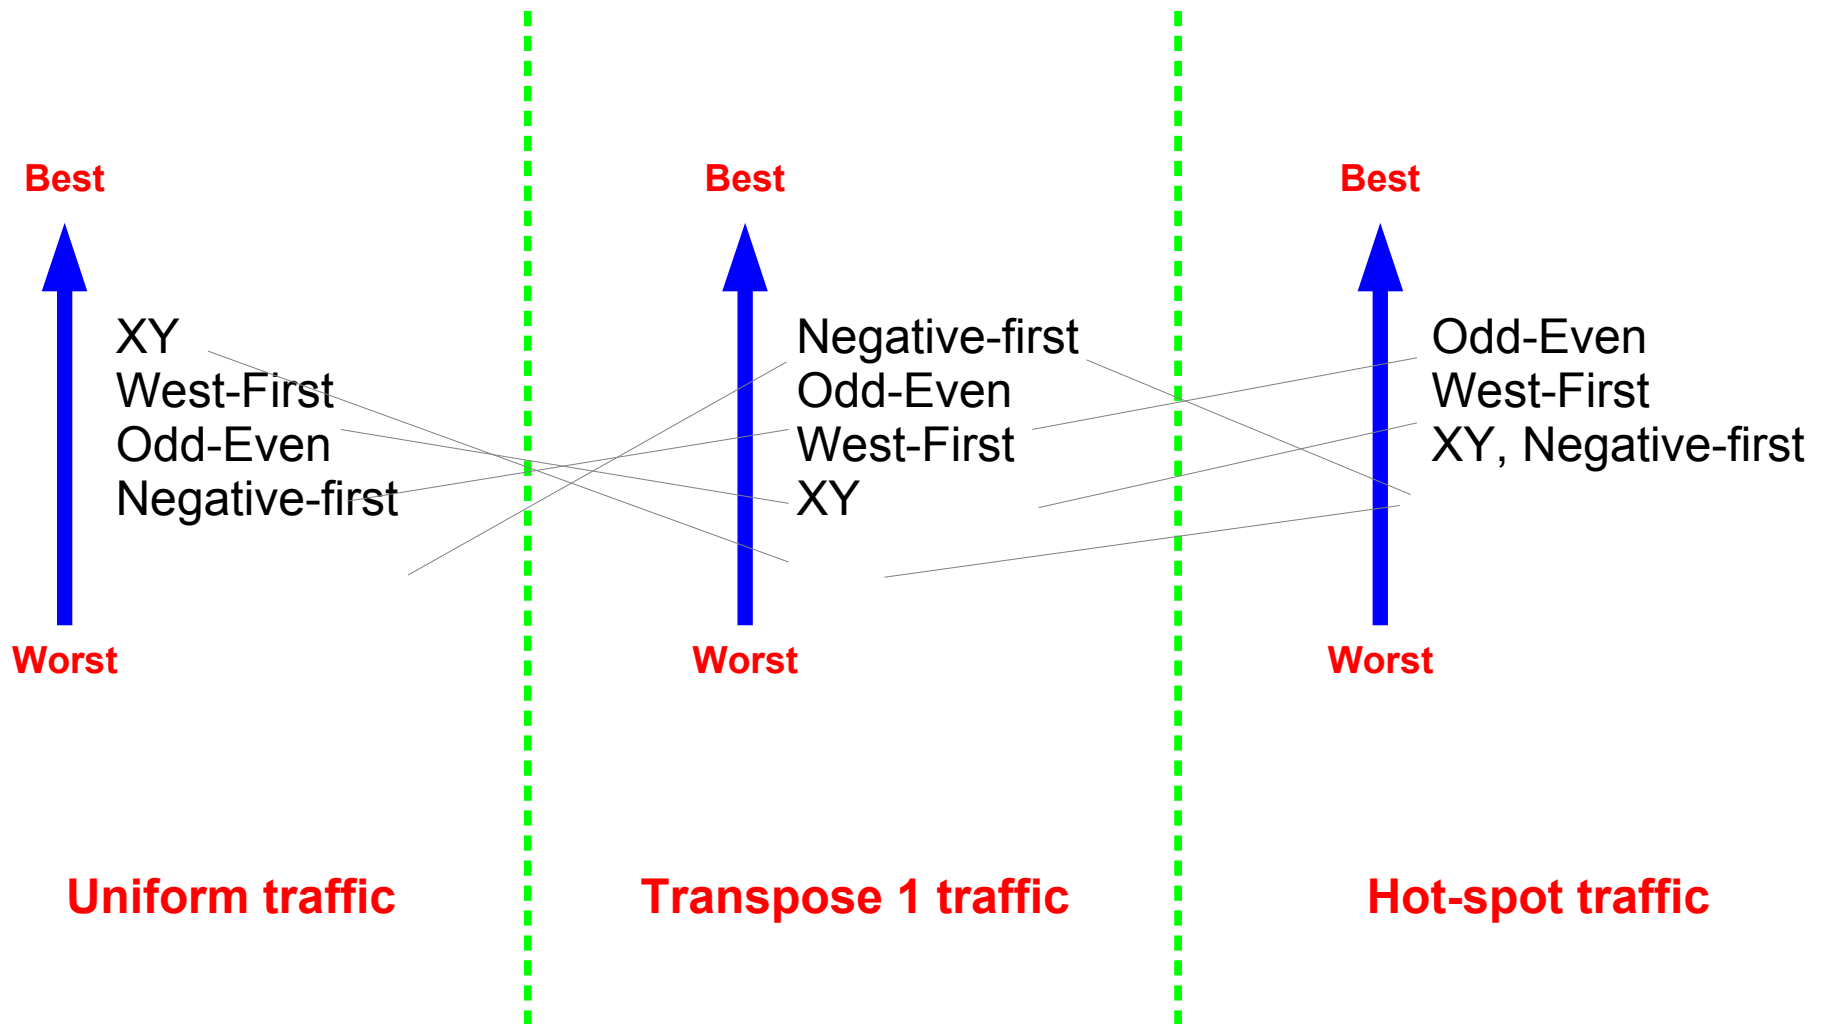 Best
XY
West-First
Odd-Even
Negative-first
Worst
Uniform traffic
Best
Negative-first
Odd-Even
West-First
XY
Worst
Transpose 1 traffic
Best
Odd-Even
West-First
XY, Negative-first
Worst
Hot-spot traffic